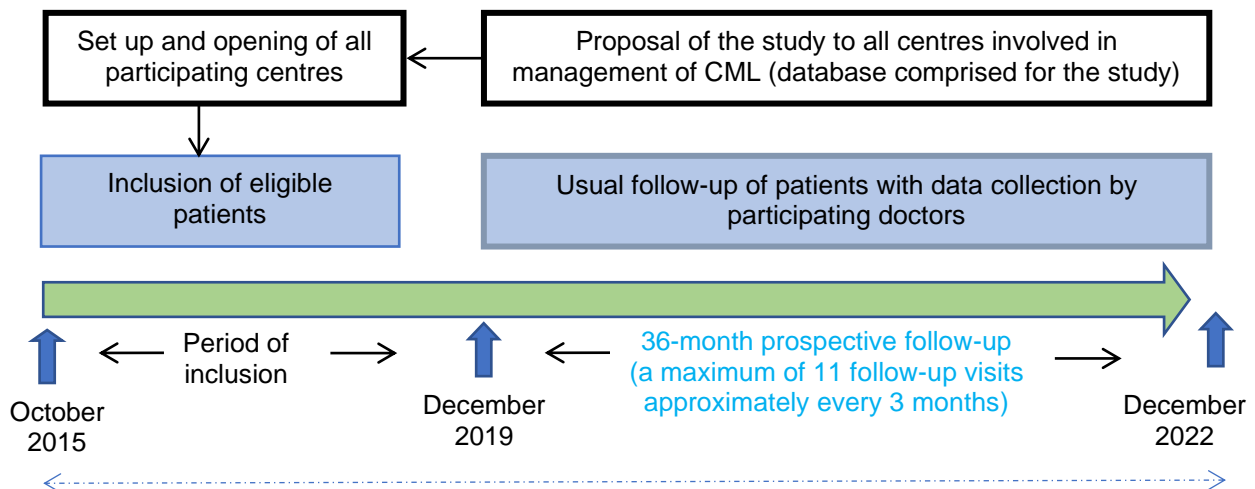 Set up and opening of all
participating centres
Proposal of the study to all centres involved in
management of CML (database comprised for the study)
Inclusion of eligible
patients
Usual follow-up of patients with data collection by
participating doctors
Period of
inclusion
36-month prospective follow-up
(a maximum of 11 follow-up visits
approximately every 3 months)
October
2015
December
2019
December
2022